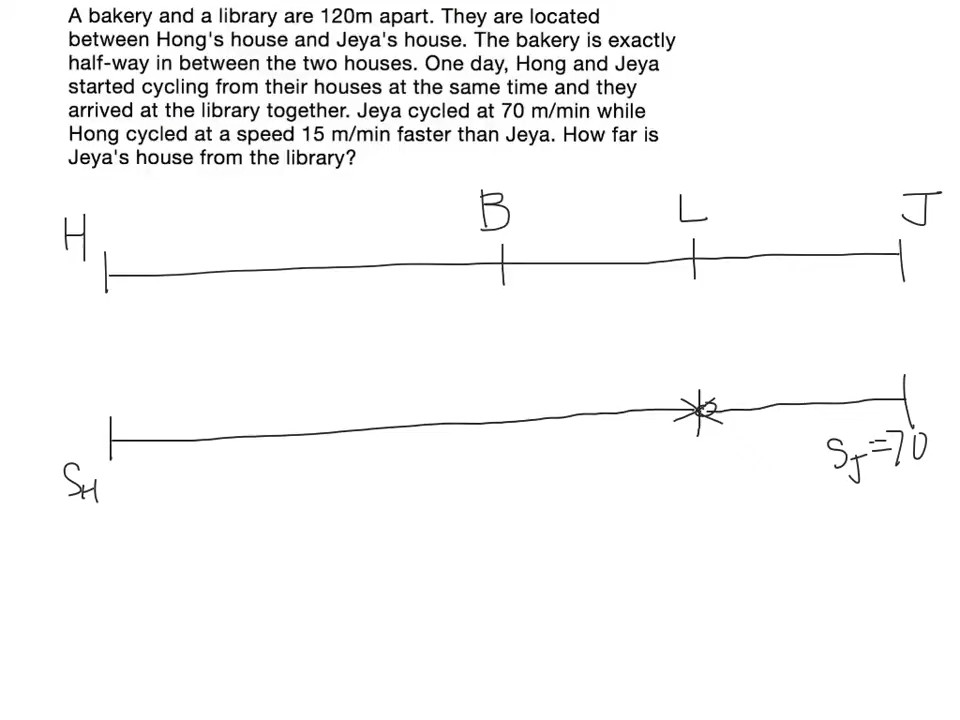 A bakery and a library are 120m apart. They are located
between Hong's house and Jeya's house. The bakery is exactly
half-way in between the two houses. One day, Hong and Jeya
started cycling from their houses at the same time and they
arrived at the library together. Jeya cycled at 70 m/min while
Hong cycled at a speed 15 m/min faster than Jeya. How far is
Jeya's house from the library?
H B L J
S_H S_J=70